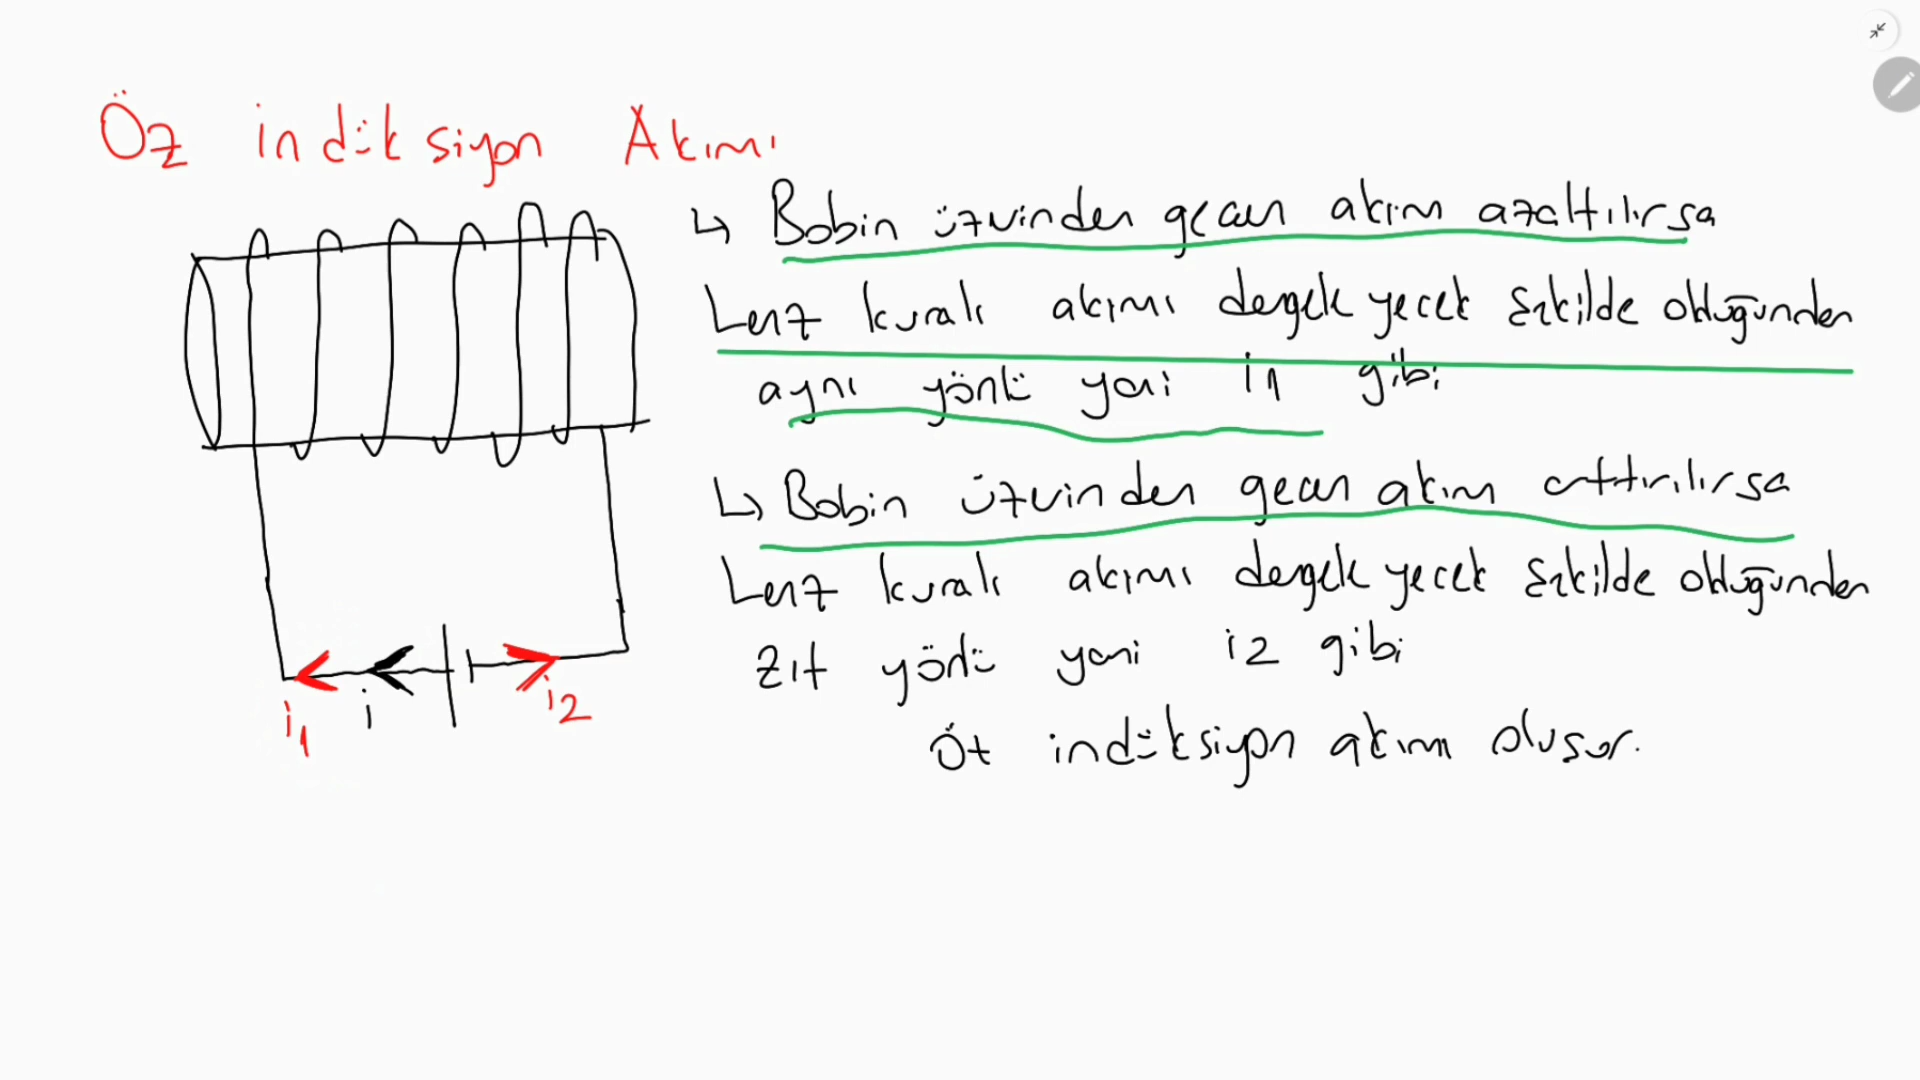 Öz indüksiyon Akımı
↳ Bobin üzerinden geçen akım azaltılırsa
Lenz kuralı akımı dengeleyecek şekilde olduğundan
aynı yönlü yani i1 gibi
↳ Bobin üzerinden geçen akım arttırılırsa
Lenz kuralı akımı dengeleyecek şekilde olduğundan
zıt yönlü yani i2 gibi
öz indüksiyon akımı oluşur.
i1 i i2